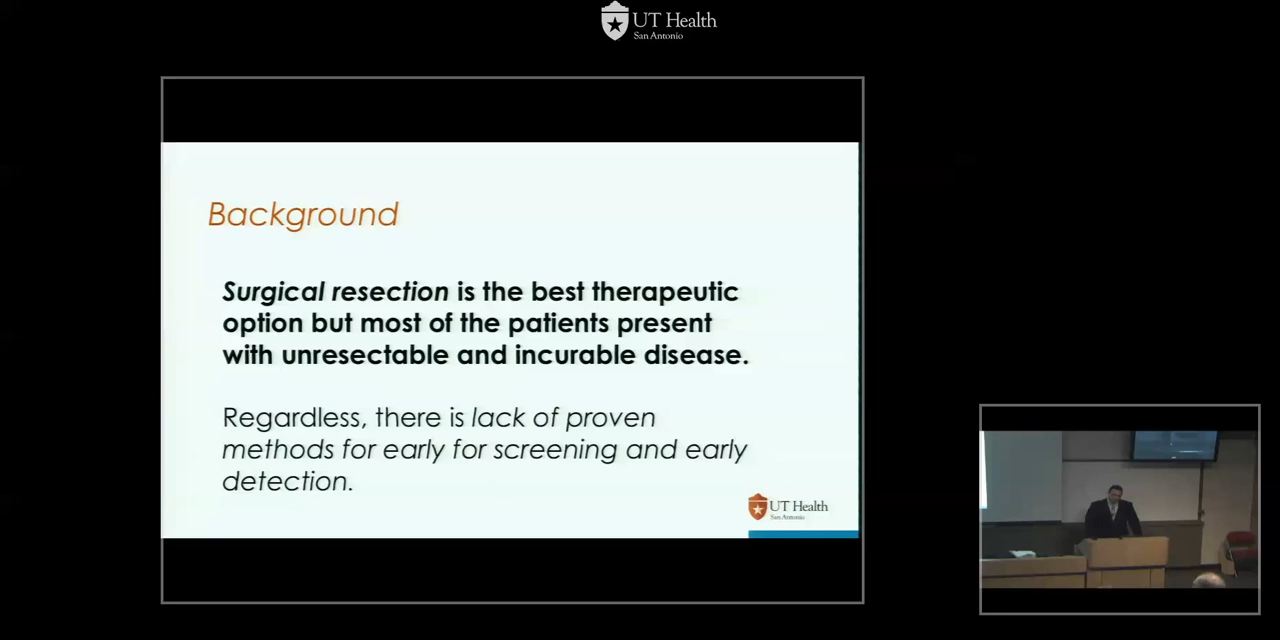 UT Health
San Antonio
Background
Surgical resection is the best therapeutic
option but most of the patients present
with unresectable and incurable disease.
Regardless, there is lack of proven
methods for early for screening and early
detection.
UT Health
San Antonio